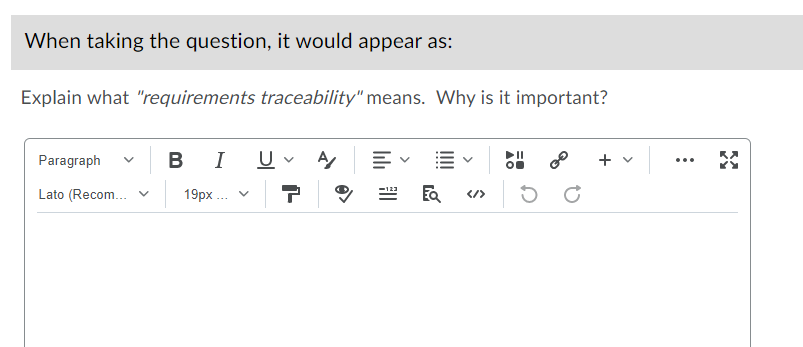 When taking the question, it would appear as:
Explain what "requirements traceability" means. Why is it important?
Paragraph B I U A
Lato (Recom... 19px ... 123 </>